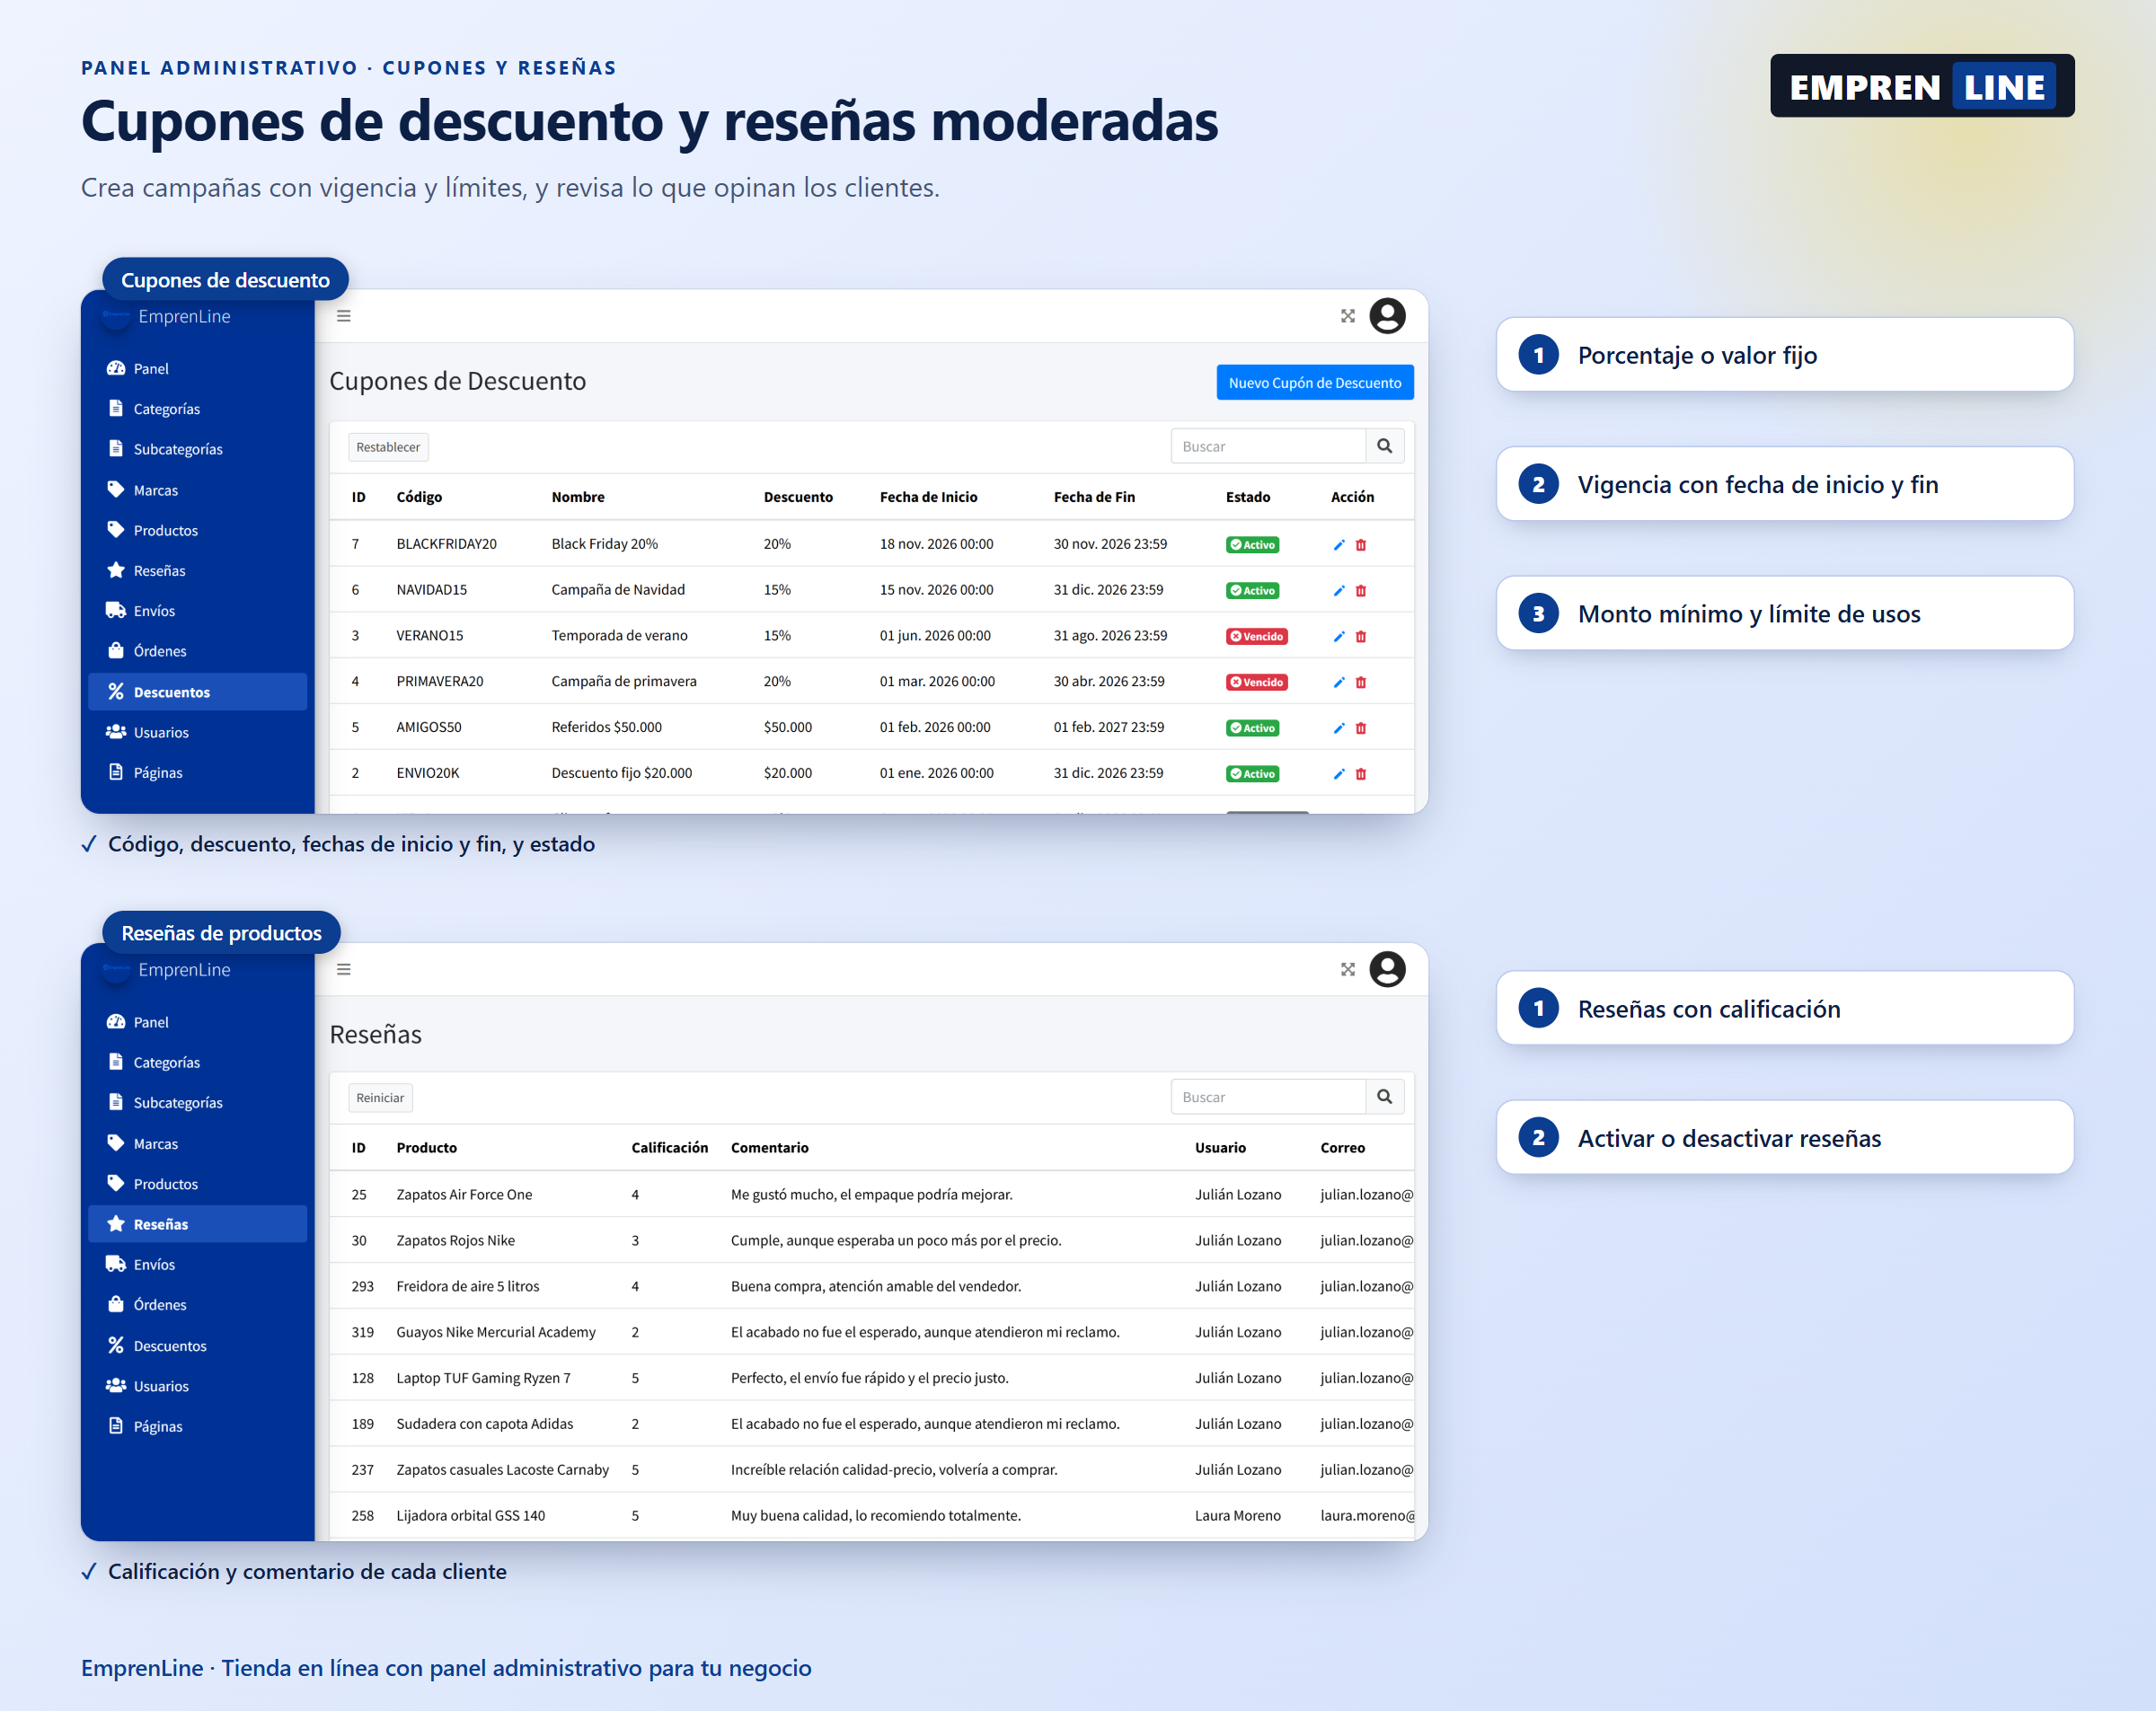 PANEL ADMINISTRATIVO · CUPONES Y RESEÑAS
Cupones de descuento y reseñas moderadas
Crea campañas con vigencia y límites, y revisa lo que opinan los clientes.
EMPREN LINE
Cupones de descuento
EmprenLine
Panel
Categorías
Subcategorías
Marcas
Productos
Reseñas
Envíos
Órdenes
Descuentos
Usuarios
Páginas
Cupones de Descuento
Nuevo Cupón de Descuento
Restablecer
Buscar
ID Código Nombre Descuento Fecha de Inicio Fecha de Fin Estado Acción
7 BLACKFRIDAY20 Black Friday 20% 20% 18 nov. 2026 00:00 30 nov. 2026 23:59 Activo
6 NAVIDAD15 Campaña de Navidad 15% 15 nov. 2026 00:00 31 dic. 2026 23:59 Activo
3 VERANO15 Temporada de verano 15% 01 jun. 2026 00:00 31 ago. 2026 23:59 Vencido
4 PRIMAVERA20 Campaña de primavera 20% 01 mar. 2026 00:00 30 abr. 2026 23:59 Vencido
5 AMIGOS50 Referidos $50.000 $50.000 01 feb. 2026 00:00 01 feb. 2027 23:59 Activo
2 ENVIO20K Descuento fijo $20.000 $20.000 01 ene. 2026 00:00 31 dic. 2026 23:59 Activo
✓ Código, descuento, fechas de inicio y fin, y estado
1 Porcentaje o valor fijo
2 Vigencia con fecha de inicio y fin
3 Monto mínimo y límite de usos
Reseñas de productos
EmprenLine
Panel
Categorías
Subcategorías
Marcas
Productos
Reseñas
Envíos
Órdenes
Descuentos
Usuarios
Páginas
Reseñas
Reiniciar
Buscar
ID Producto Calificación Comentario Usuario Correo
25 Zapatos Air Force One 4 Me gustó mucho, el empaque podría mejorar. Julián Lozano julian.lozano@
30 Zapatos Rojos Nike 3 Cumple, aunque esperaba un poco más por el precio. Julián Lozano julian.lozano@
293 Freidora de aire 5 litros 4 Buena compra, atención amable del vendedor. Julián Lozano julian.lozano@
319 Guayos Nike Mercurial Academy 2 El acabado no fue el esperado, aunque atendieron mi reclamo. Julián Lozano julian.lozano@
128 Laptop TUF Gaming Ryzen 7 5 Perfecto, el envío fue rápido y el precio justo. Julián Lozano julian.lozano@
189 Sudadera con capota Adidas 2 El acabado no fue el esperado, aunque atendieron mi reclamo. Julián Lozano julian.lozano@
237 Zapatos casuales Lacoste Carnaby 5 Increíble relación calidad-precio, volvería a comprar. Julián Lozano julian.lozano@
258 Lijadora orbital GSS 140 5 Muy buena calidad, lo recomiendo totalmente. Laura Moreno laura.moreno@
✓ Calificación y comentario de cada cliente
1 Reseñas con calificación
2 Activar o desactivar reseñas
EmprenLine · Tienda en línea con panel administrativo para tu negocio